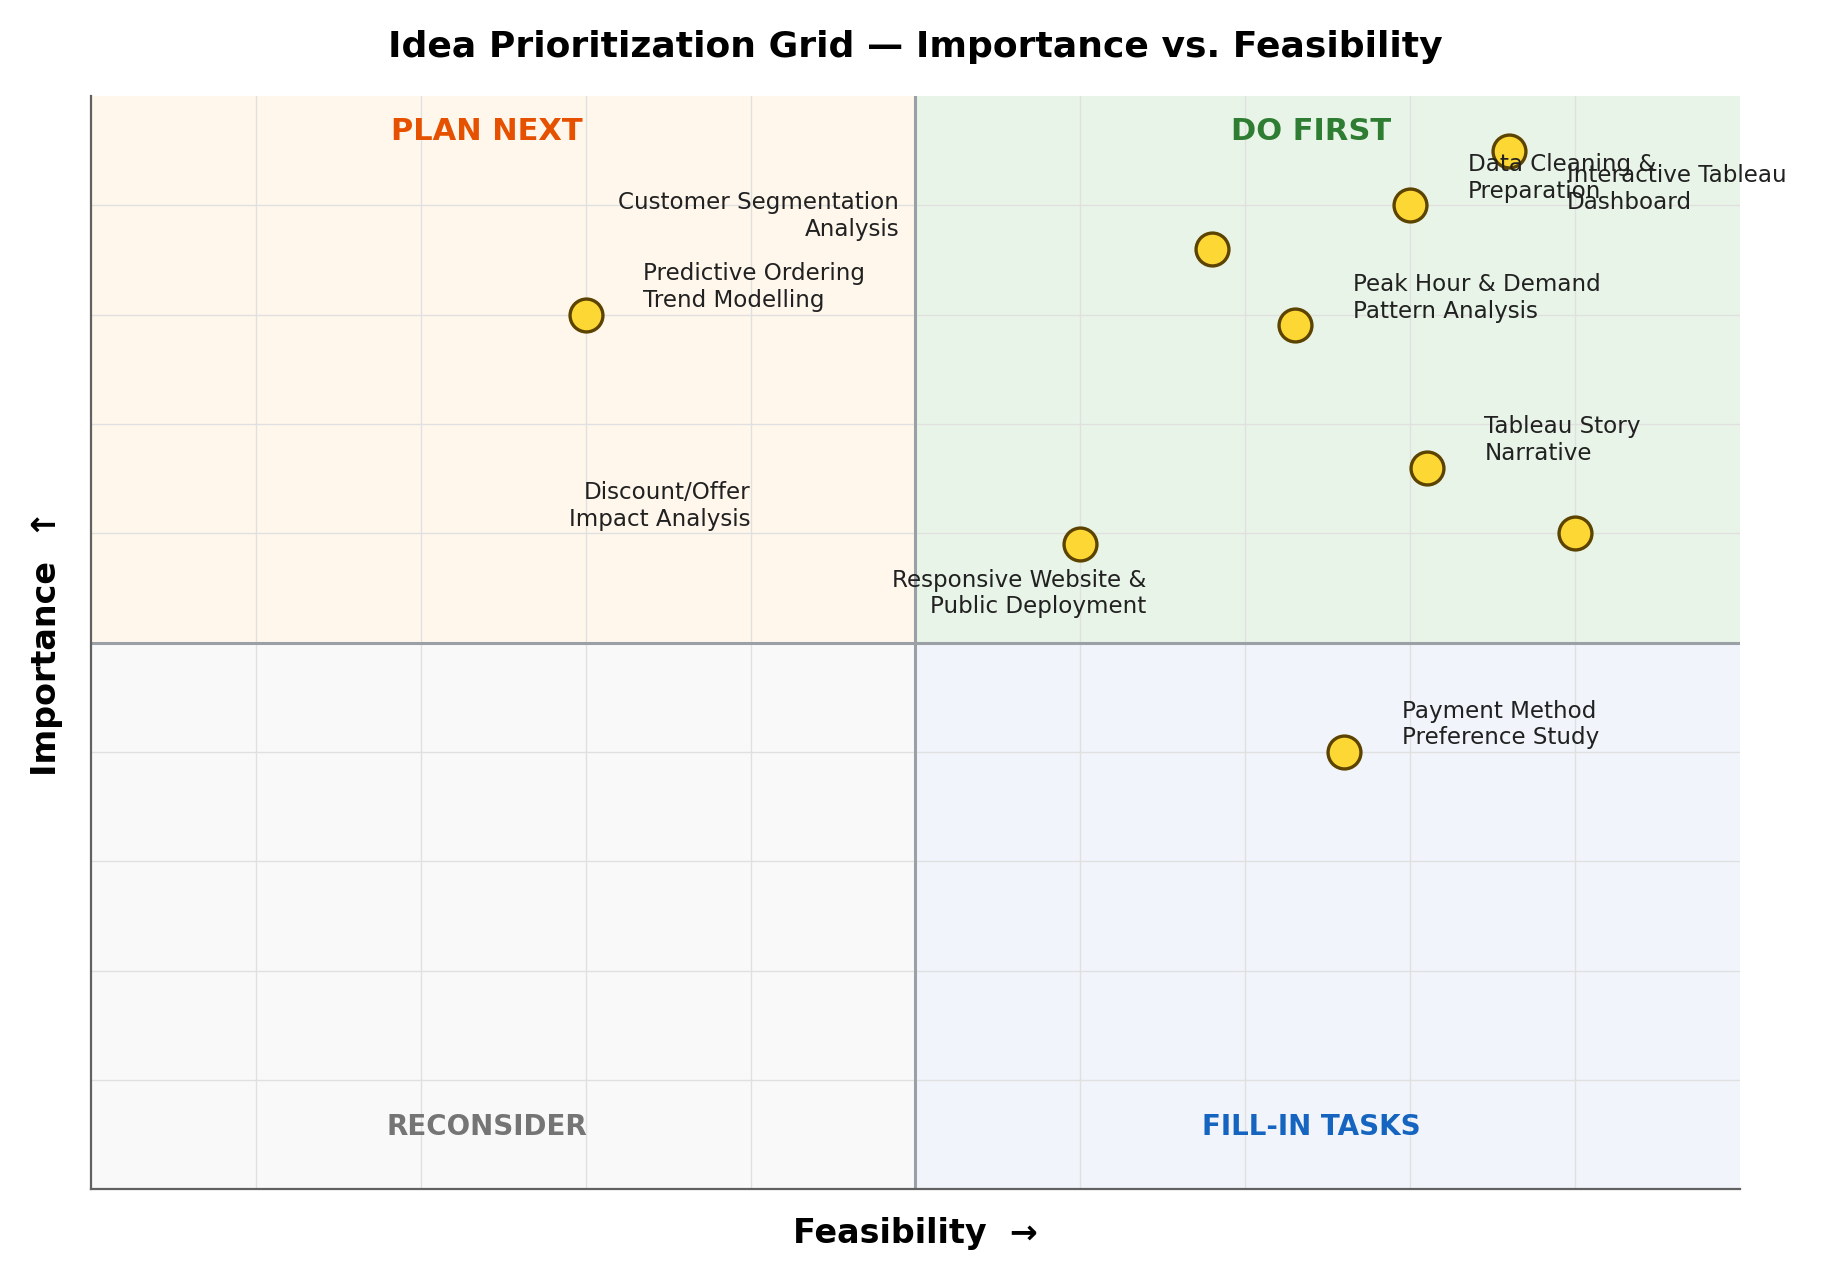 Idea Prioritization Grid — Importance vs. Feasibility
PLAN NEXT
DO FIRST
Data Cleaning &
Preparation
Interactive Tableau
Dashboard
Customer Segmentation
Analysis
Predictive Ordering
Trend Modelling
Peak Hour & Demand
Pattern Analysis
Tableau Story
Narrative
Discount/Offer
Impact Analysis
Responsive Website &
Public Deployment
Importance →
Payment Method
Preference Study
RECONSIDER
FILL-IN TASKS
Feasibility →